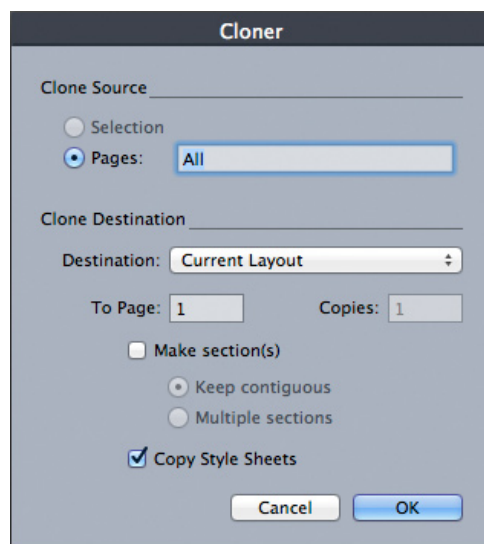 Cloner
Clone Source
Selection
Pages: All
Clone Destination
Destination: Current Layout
To Page: 1 Copies: 1
Make section(s)
Keep contiguous
Multiple sections
Copy Style Sheets
Cancel OK